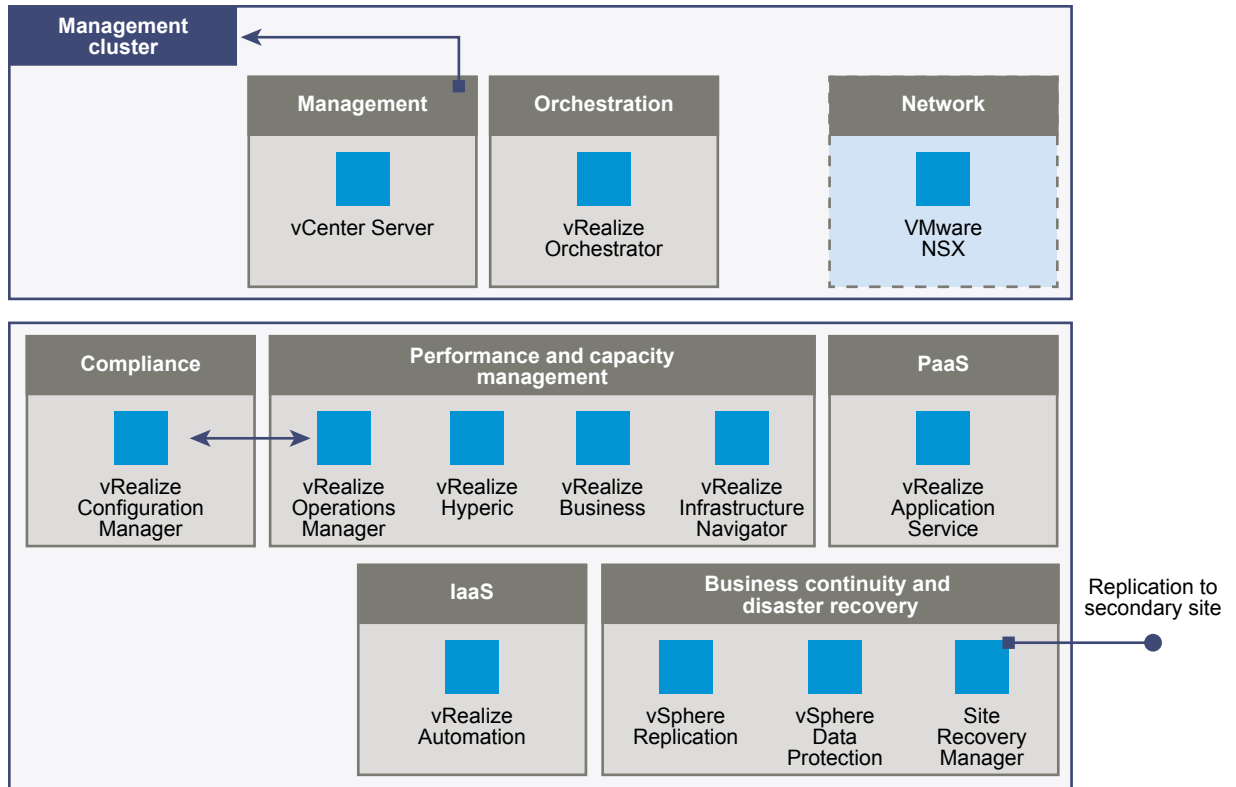 Management
cluster
Management
Orchestration
Network
vCenter Server
vRealize
Orchestrator
VMware
NSX
Compliance
Performance and capacity
management
PaaS
vRealize
Configuration
Manager
vRealize
Operations
Manager
vRealize
Hyperic
vRealize
Business
vRealize
Infrastructure
Navigator
vRealize
Application
Service
IaaS
Business continuity and
disaster recovery
Replication to
secondary site
vRealize
Automation
vSphere
Replication
vSphere
Data
Protection
Site
Recovery
Manager